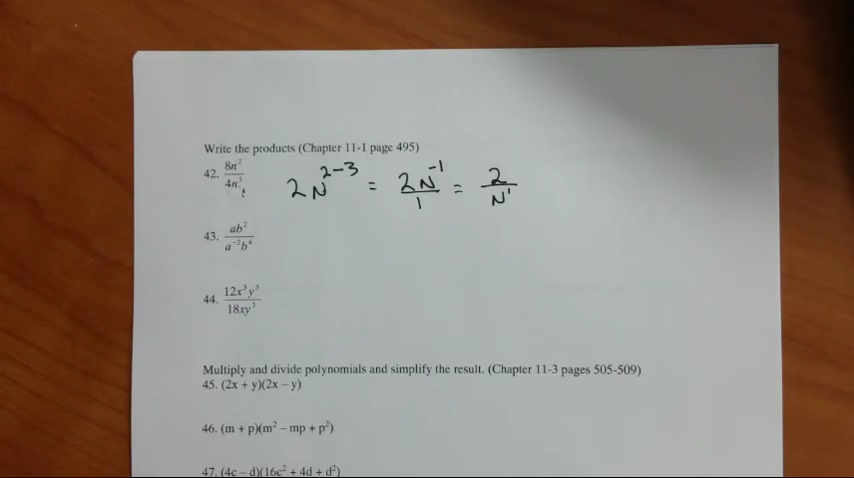 Write the products (Chapter 11-1 page 495)
42. 8n²/4n³ 2N²⁻³ = 2N⁻¹/1 = 2/N¹
43. ab²/a⁻²b⁴
44. 12x³y³/18xy³
Multiply and divide polynomials and simplify the result. (Chapter 11-3 pages 505-509)
45. (2x + y)(2x – y)
46. (m + p)(m² – mp + p²)
47. (4c – d)(16c² + 4d + d²)